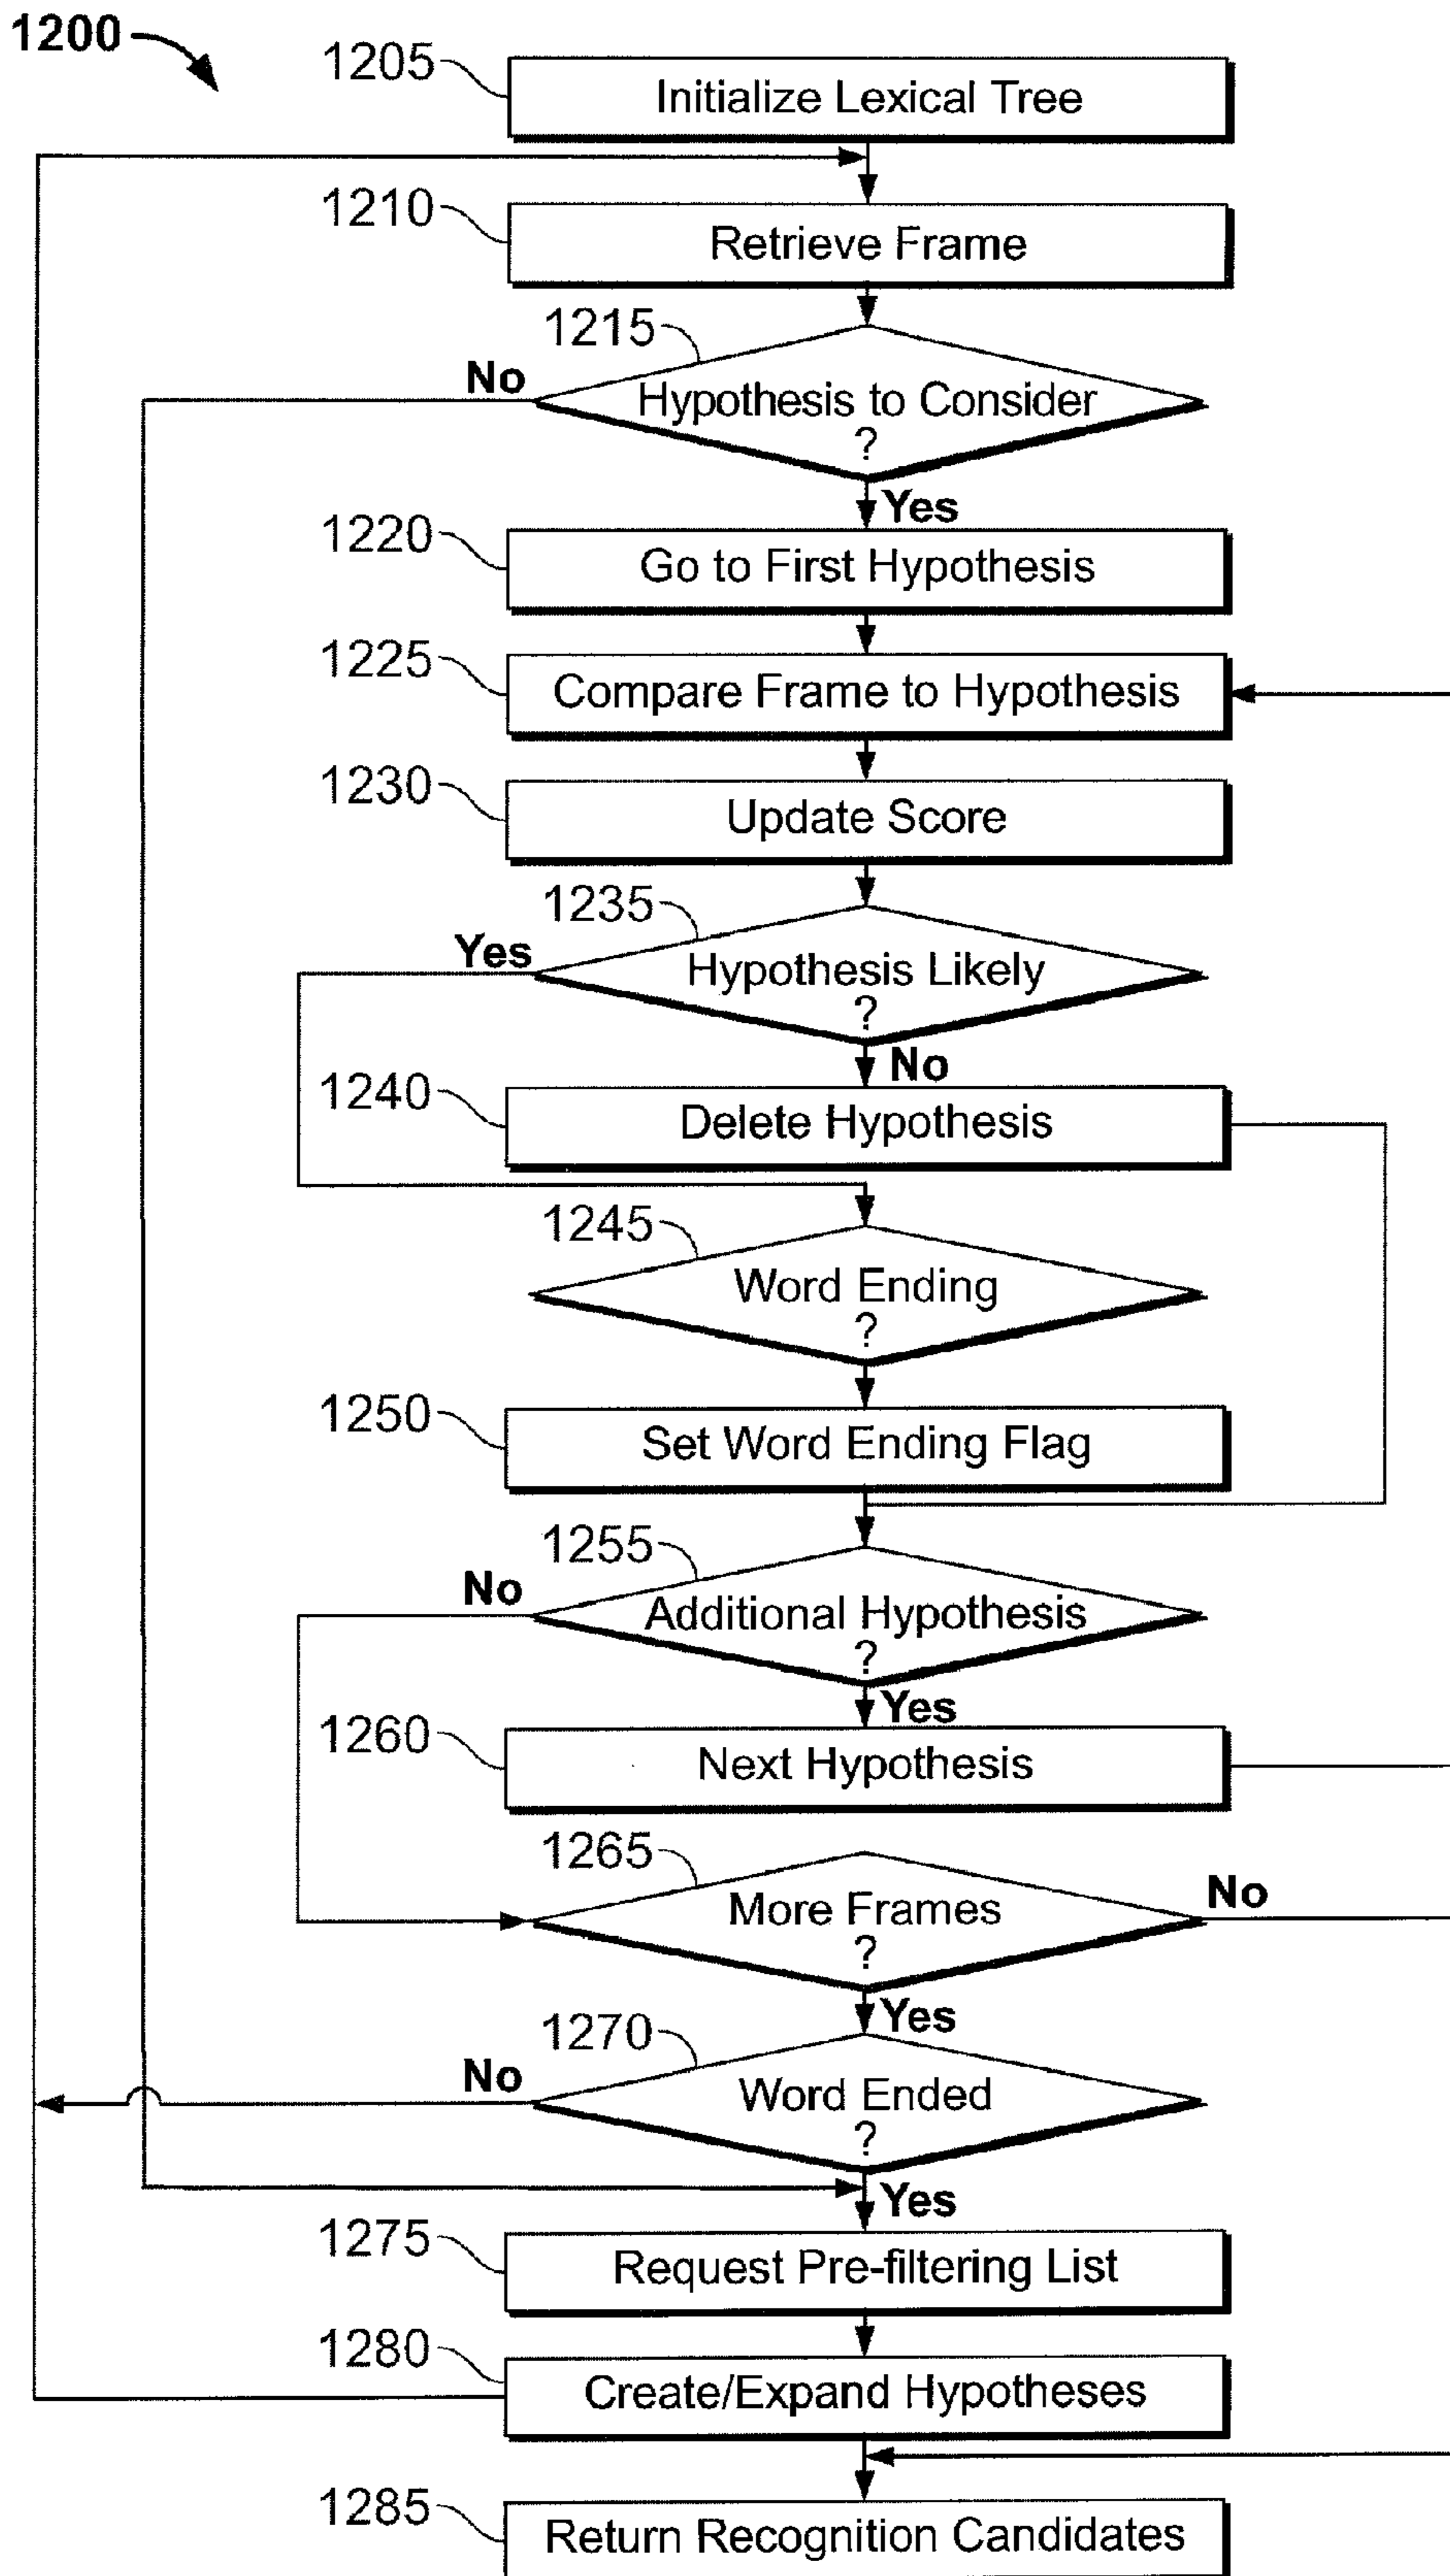 1200
1205
Initialize Lexical Tree
1210
Retrieve Frame
1215
No
Hypothesis to Consider
?
Yes
1220
Go to First Hypothesis
1225
Compare Frame to Hypothesis
1230
Update Score
1235
Yes
Hypothesis Likely
?
No
1240
Delete Hypothesis
1245
Word Ending
?
1250
Set Word Ending Flag
1255
No
Additional Hypothesis
?
Yes
1260
Next Hypothesis
1265
More Frames
?
No
Yes
1270
No
Word Ended
?
Yes
1275
Request Pre-filtering List
1280
Create/Expand Hypotheses
1285
Return Recognition Candidates